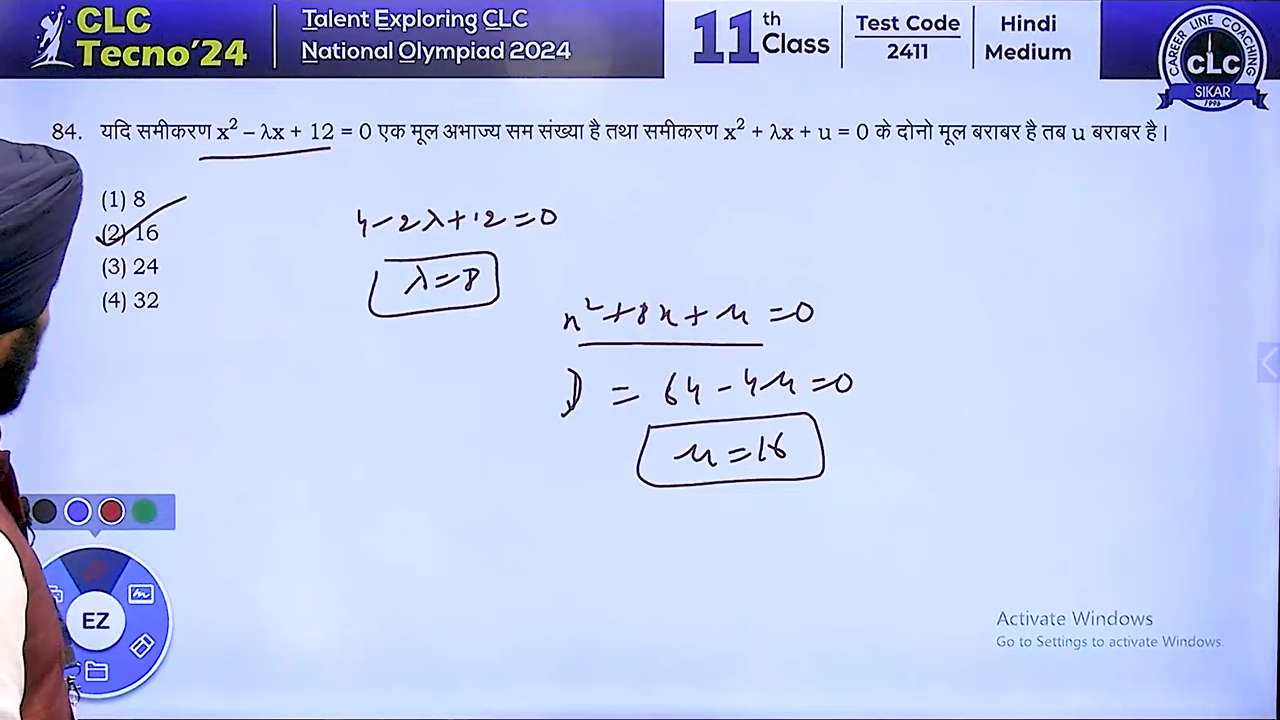 CLC
Tecno'24
Talent Exploring CLC
National Olympiad 2024
11th Class
Test Code
2411
Hindi
Medium
CAREER LINE COACHING
CLC
SIKAR
1996
84. यदि समीकरण x² – λx + 12 = 0 एक मूल अभाज्य सम संख्या है तथा समीकरण x² + λx + u = 0 के दोनो मूल बराबर है तब u बराबर है।
(1) 8
(2) 16
(3) 24
(4) 32
4 - 2λ + 12 = 0
λ = 8
x² + 8x + u = 0
D = 64 - 4u = 0
u = 16
EZ
Activate Windows
Go to Settings to activate Windows.